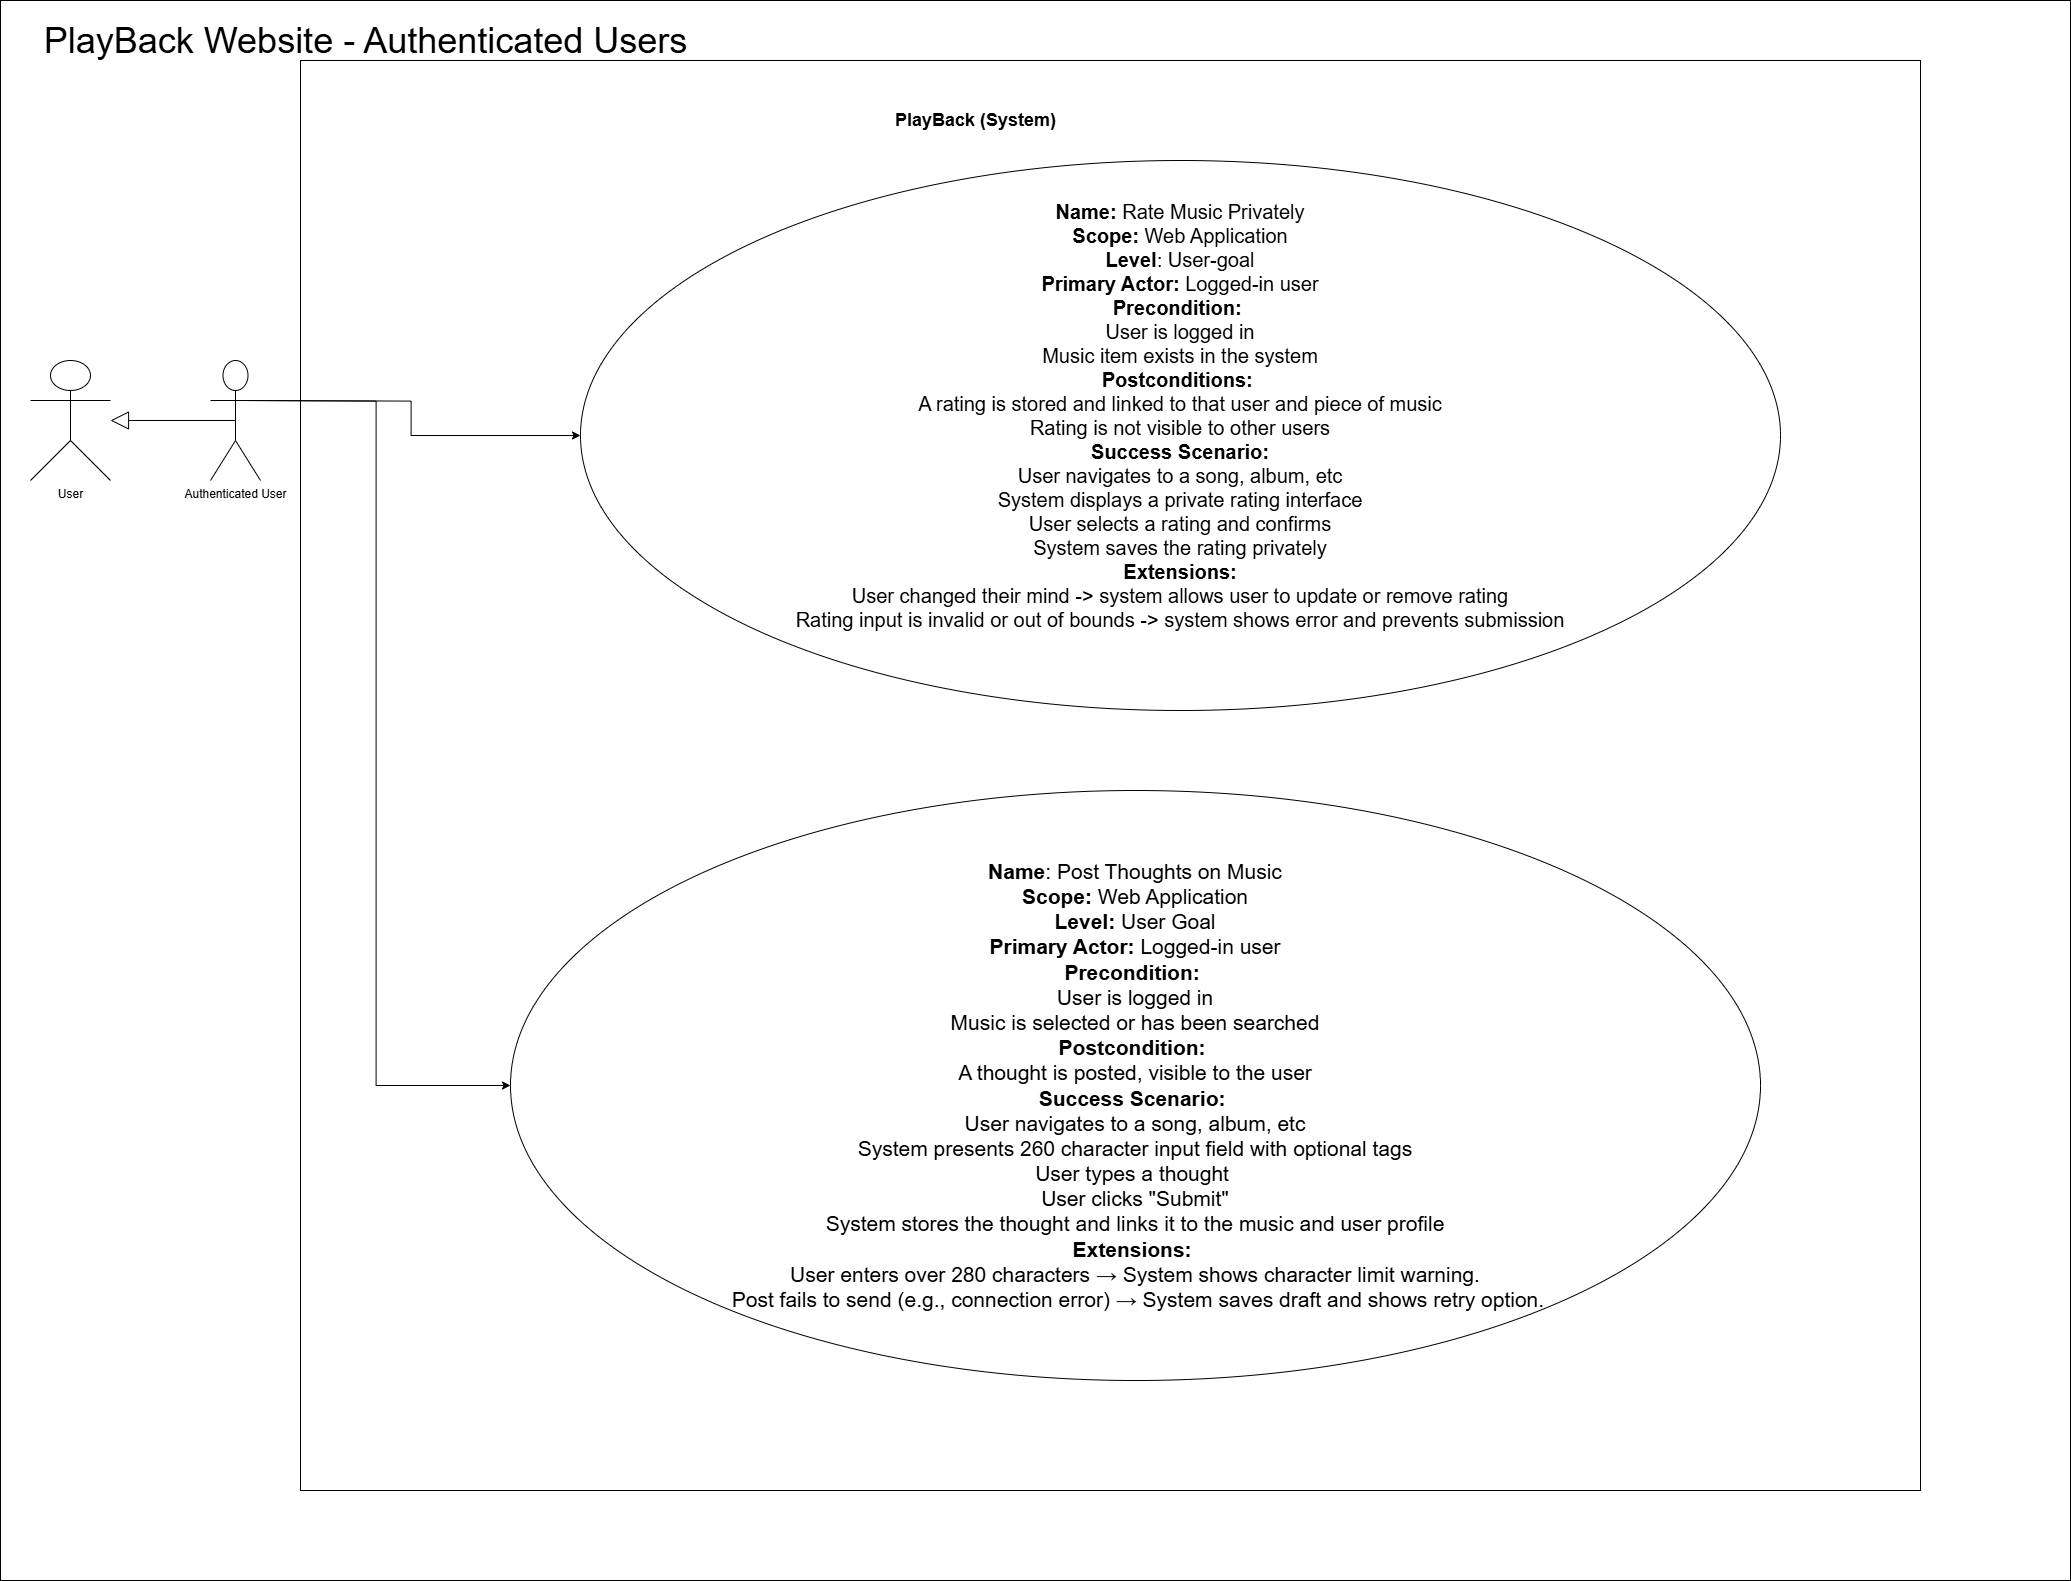 PlayBack Website - Authenticated Users
PlayBack (System)
Name: Rate Music Privately
Scope: Web Application
Level: User-goal
Primary Actor: Logged-in user
Precondition:
User is logged in
Music item exists in the system
Postconditions:
A rating is stored and linked to that user and piece of music
Rating is not visible to other users
Success Scenario:
User navigates to a song, album, etc
System displays a private rating interface
User selects a rating and confirms
System saves the rating privately
Extensions:
User changed their mind -> system allows user to update or remove rating
Rating input is invalid or out of bounds -> system shows error and prevents submission
User
Authenticated User
Name: Post Thoughts on Music
Scope: Web Application
Level: User Goal
Primary Actor: Logged-in user
Precondition:
User is logged in
Music is selected or has been searched
Postcondition:
A thought is posted, visible to the user
Success Scenario:
User navigates to a song, album, etc
System presents 260 character input field with optional tags
User types a thought
User clicks "Submit"
System stores the thought and links it to the music and user profile
Extensions:
User enters over 280 characters → System shows character limit warning.
Post fails to send (e.g., connection error) → System saves draft and shows retry option.